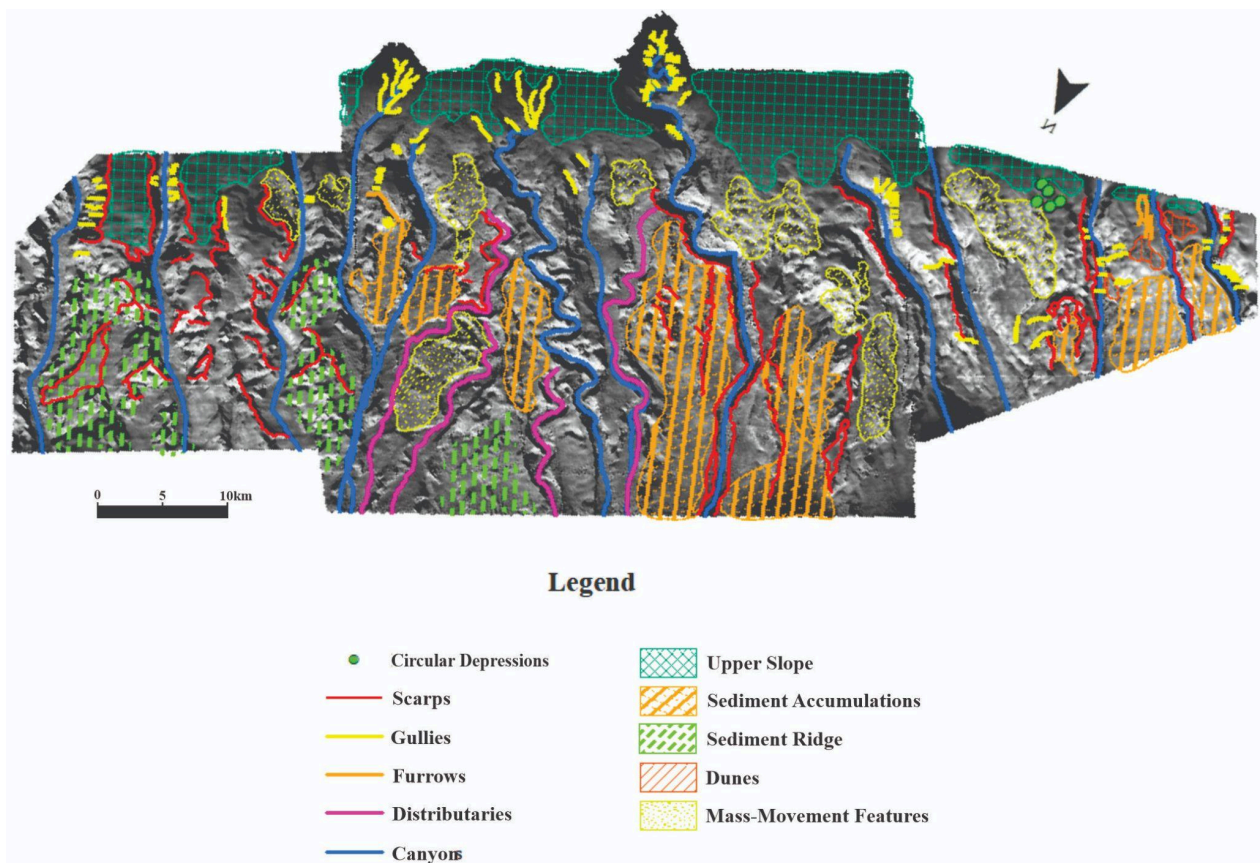 N
0 5 10km
Legend
Circular Depressions
Scarps
Gullies
Furrows
Distributaries
Canyons
Upper Slope
Sediment Accumulations
Sediment Ridge
Dunes
Mass-Movement Features